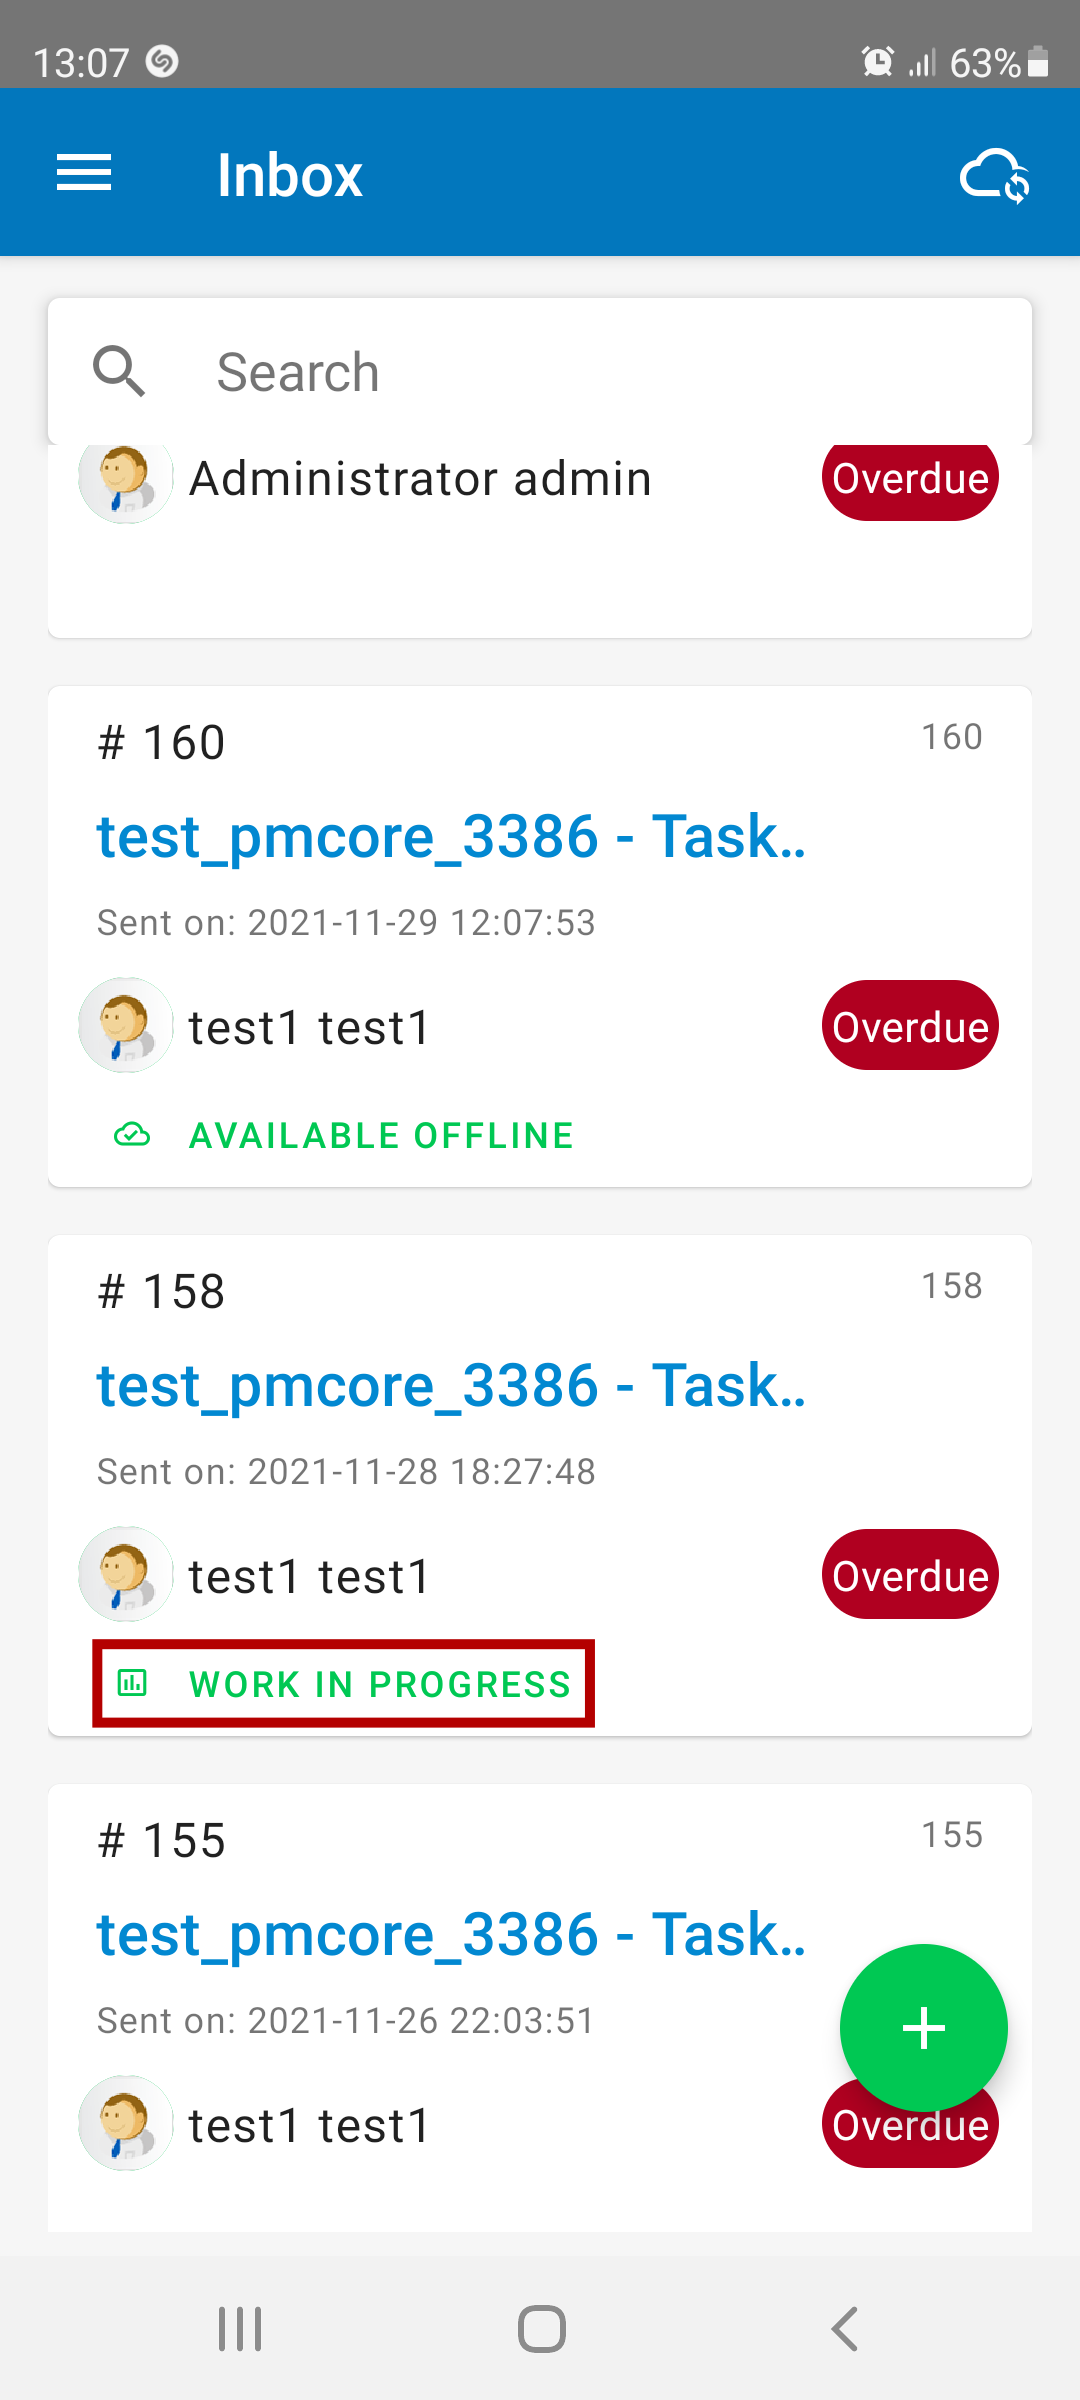 13:07 63%
Inbox
Search
Administrator admin Overdue
# 160 160
test_pmcore_3386 - Task..
Sent on: 2021-11-29 12:07:53
test1 test1 Overdue
AVAILABLE OFFLINE
# 158 158
test_pmcore_3386 - Task..
Sent on: 2021-11-28 18:27:48
test1 test1 Overdue
WORK IN PROGRESS
# 155 155
test_pmcore_3386 - Task..
Sent on: 2021-11-26 22:03:51
test1 test1 Overdue